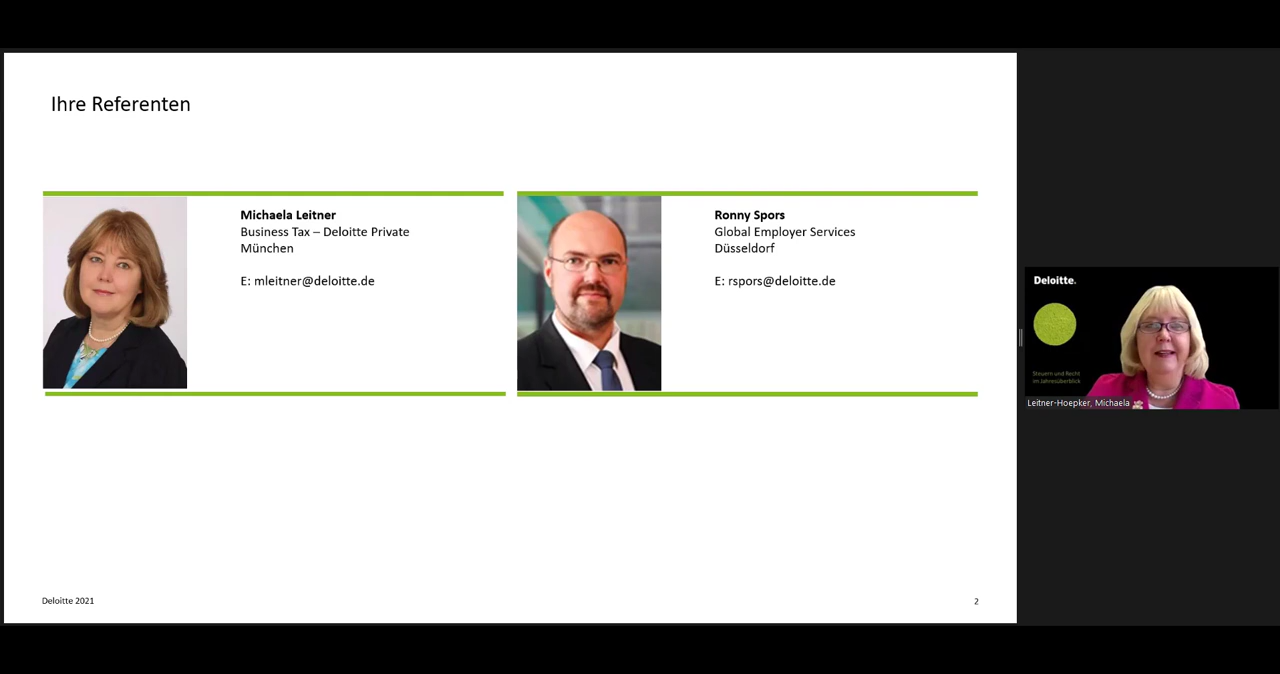 Ihre Referenten
Michaela Leitner
Business Tax – Deloitte Private
München
E: mleitner@deloitte.de
Ronny Spors
Global Employer Services
Düsseldorf
E: rspors@deloitte.de
Deloitte.
Steuern und Recht
im Jahresüberblick
Leitner-Hoepker, Michaela
Deloitte 2021
2